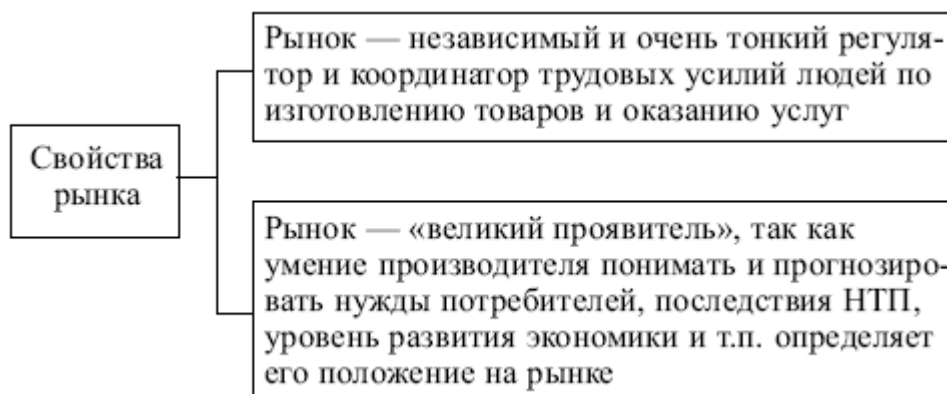 Рынок — независимый и очень тонкий регуля-
тор и координатор трудовых усилий людей по
изготовлению товаров и оказанию услуг
Свойства
рынка
Рынок — «великий проявитель», так как
умение производителя понимать и прогнозиро-
вать нужды потребителей, последствия НТП,
уровень развития экономики и т.п. определяет
его положение на рынке